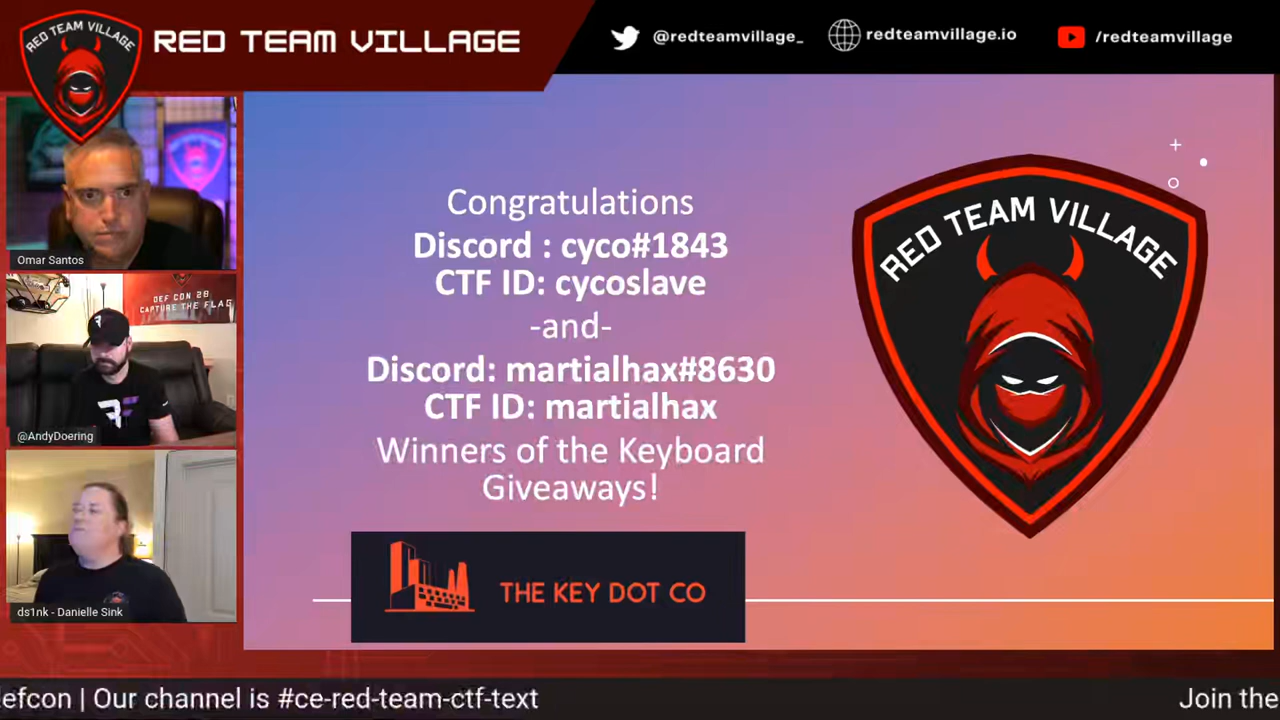 RED TEAM VILLAGE
RED TEAM VILLAGE
@redteamvillage_
redteamvillage.io
/redteamvillage
Omar Santos
DEF CON 28
CAPTURE THE FLAG
@AndyDoering
ds1nk - Danielle Sink
Congratulations
Discord : cyco#1843
CTF ID: cycoslave
-and-
Discord: martialhax#8630
CTF ID: martialhax
Winners of the Keyboard
Giveaways!
THE KEY DOT CO
RED TEAM VILLAGE
efcon | Our channel is #ce-red-team-ctf-text
Join the